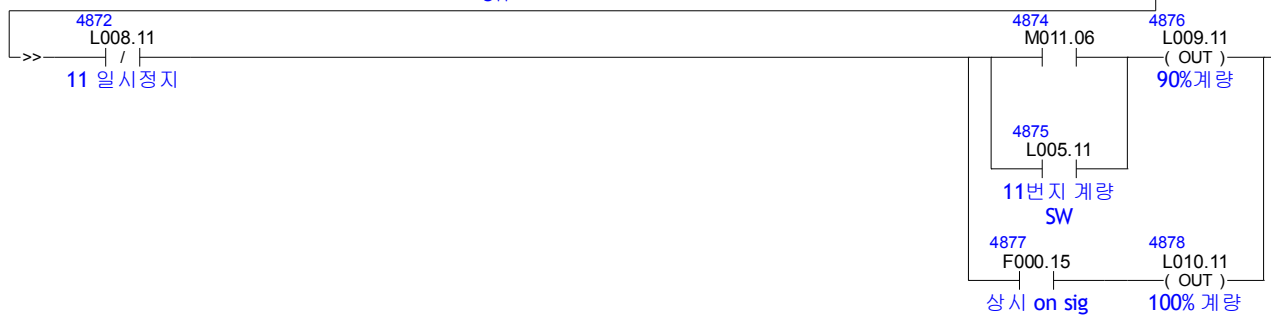 4872
L008.11
>>
/
11 일시정지
4874
M011.06
4876
L009.11
( OUT )
90%계량
4875
L005.11
11번지 계량
SW
4877
F000.15
상시 on sig
4878
L010.11
( OUT )
100% 계량